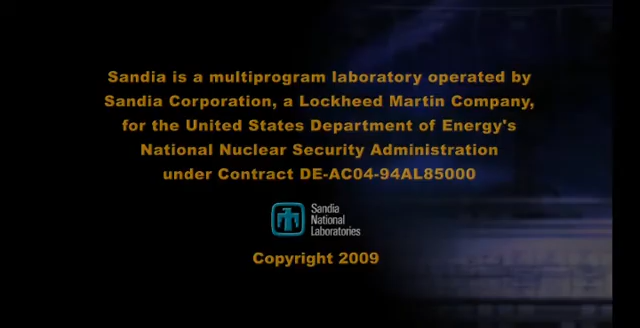 Sandia is a multiprogram laboratory operated by
Sandia Corporation, a Lockheed Martin Company,
for the United States Department of Energy's
National Nuclear Security Administration
under Contract DE-AC04-94AL85000
Sandia
National
Laboratories
Copyright 2009